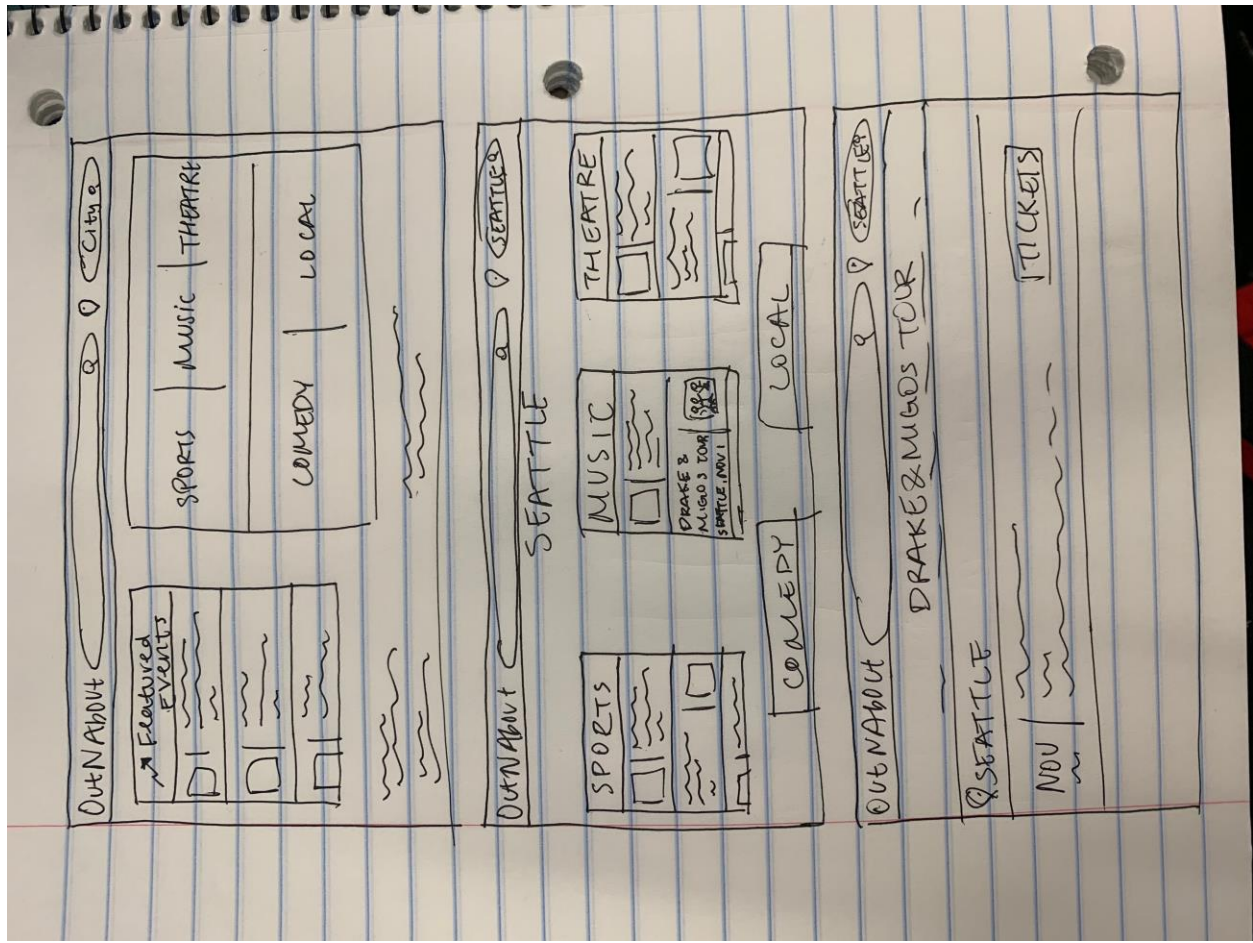 OutNAbout City
Featured
Events
SPORTS MUSIC THEATRE
COMEDY LOCAL
OutNAbout SEATTLE
SEATTLE
SPORTS MUSIC THEATRE
DRAKE &
MIGOS TOUR
SEATTLE, NOV 1
COMEDY LOCAL
OutNAbout SEATTLE
DRAKE & MIGOS TOUR
SEATTLE
NOV TICKETS